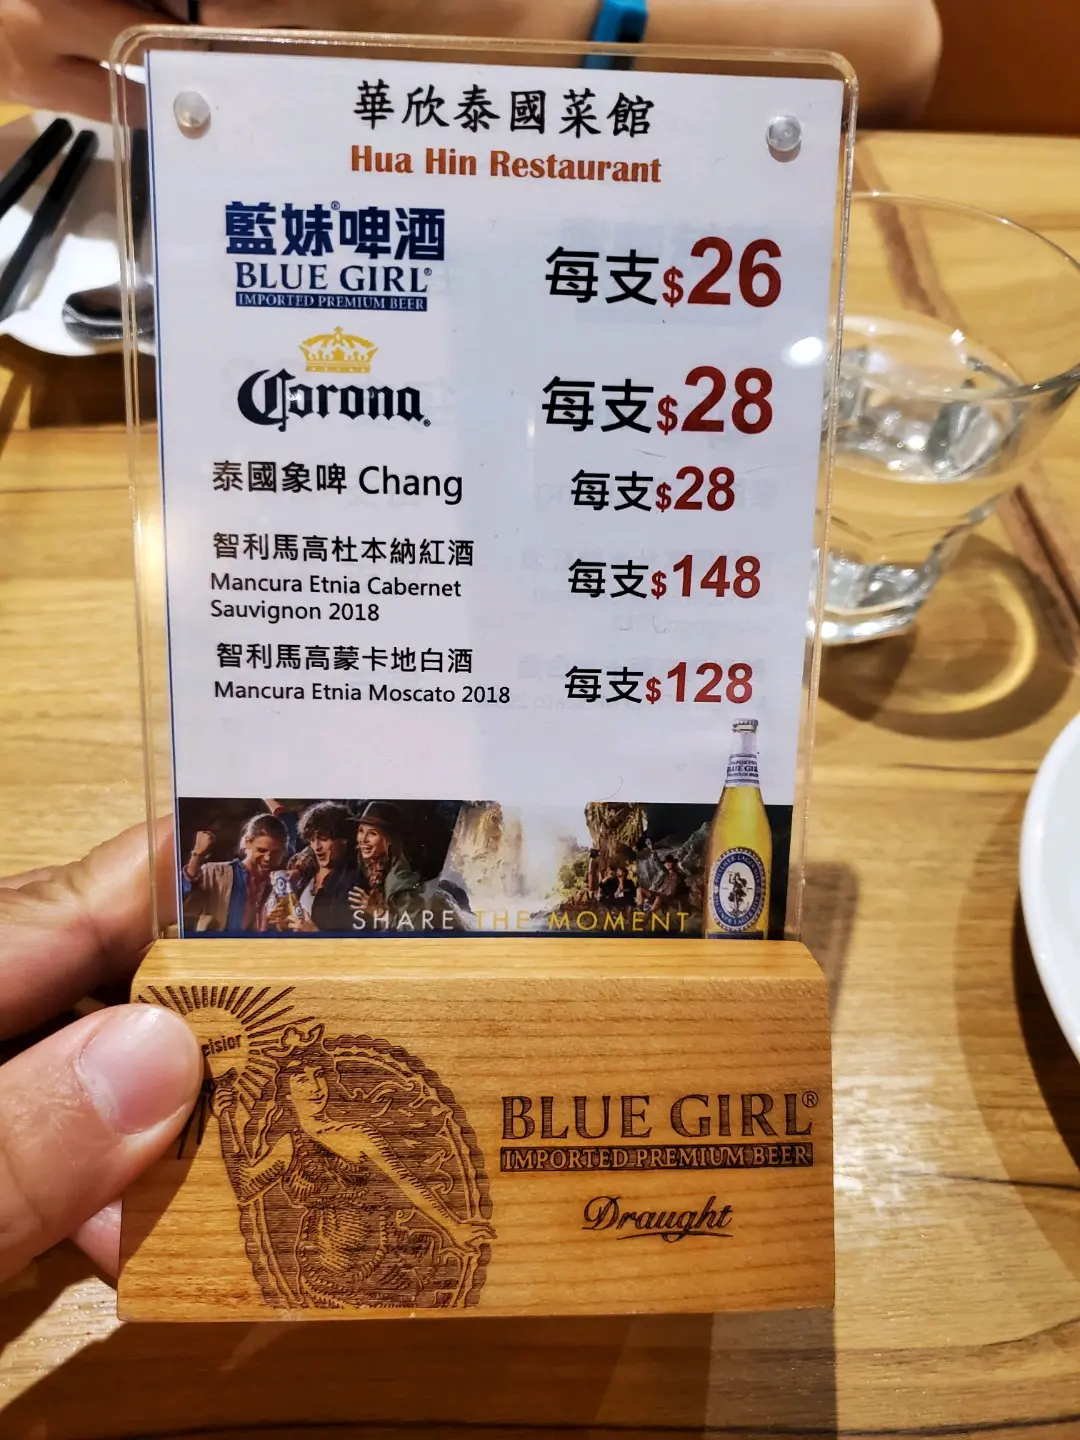 華欣泰國菜館
Hua Hin Restaurant
藍妹®啤酒
BLUE GIRL®
IMPORTED PREMIUM BEER
每支$26
Corona®
每支$28
泰國象啤 Chang
每支$28
智利馬高杜本納紅酒
Mancura Etnia Cabernet
Sauvignon 2018
每支$148
智利馬高蒙卡地白酒
Mancura Etnia Moscato 2018
每支$128
SHARE THE MOMENT
BLUE GIRL®
IMPORTED PREMIUM BEER
Draught